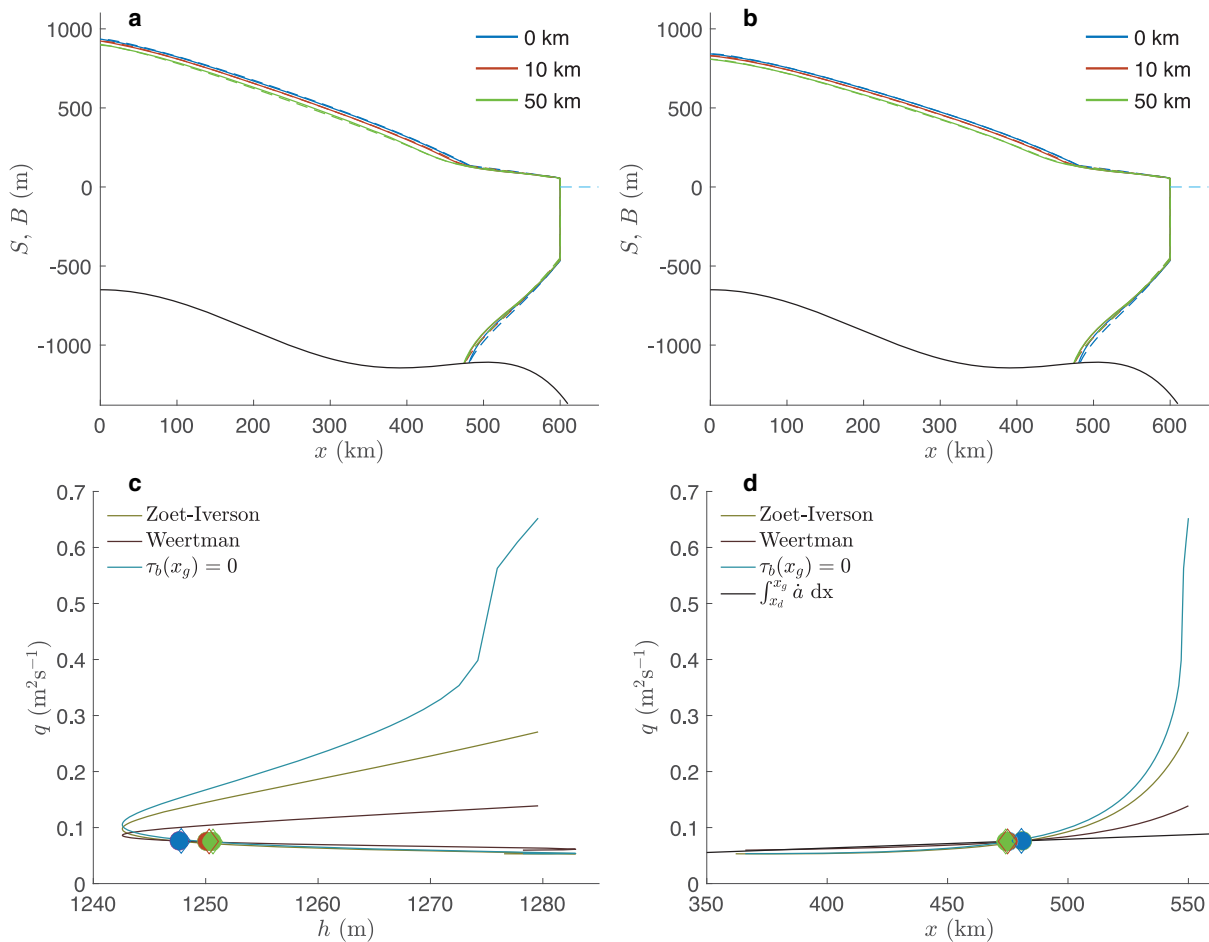 a
1000
500
0
-500
-1000
S, B (m)
0 km
10 km
50 km
0 100 200 300 400 500 600
x (km)
b
1000
500
0
-500
-1000
S, B (m)
0 km
10 km
50 km
0 100 200 300 400 500 600
x (km)
c
0.7
0.6
0.5
0.4
0.3
0.2
0.1
0
q (m²s⁻¹)
Zoet-Iverson
Weertman
τ_b(x_g) = 0
1240 1250 1260 1270 1280
h (m)
d
0.7
0.6
0.5
0.4
0.3
0.2
0.1
0
q (m²s⁻¹)
Zoet-Iverson
Weertman
τ_b(x_g) = 0
∫_{x_d}^{x_g} ȧ dx
350 400 450 500 550
x (km)